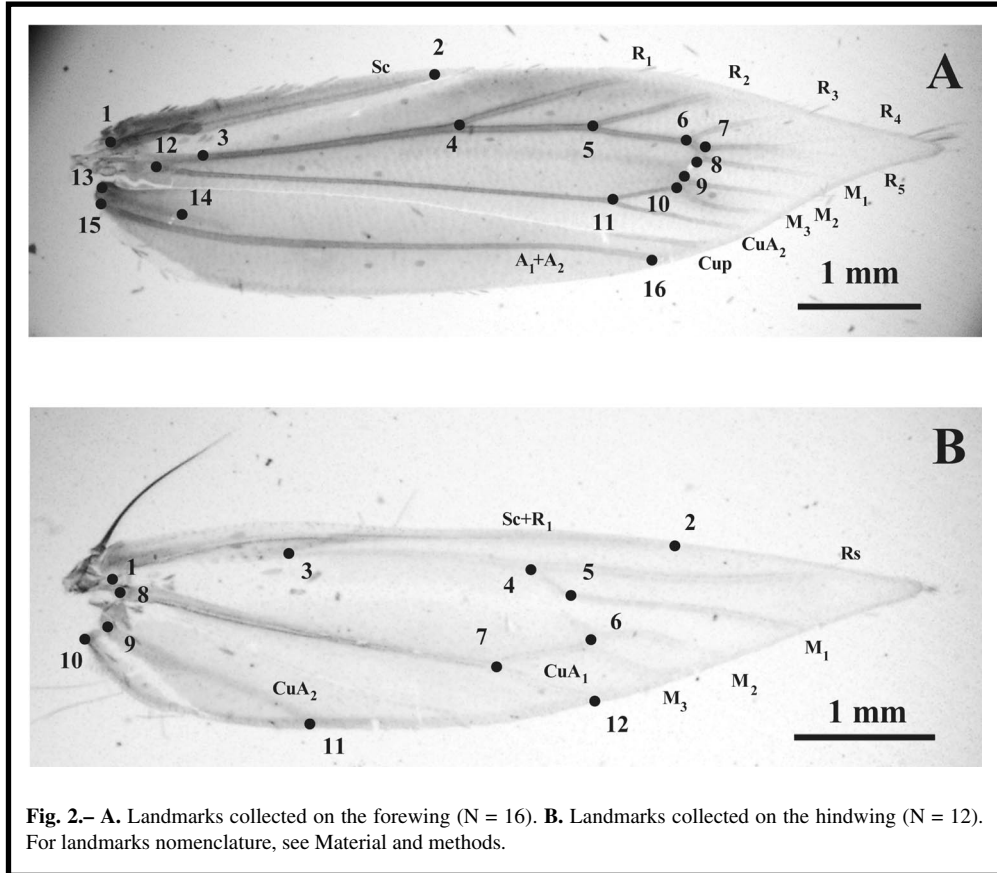 A
Sc
2
R1
R2
R3
R4
1
12
3
4
5
6
7
8
13
14
15
9
10
11
R5
M1
M2
M3
CuA2
Cup
A1+A2
16
1 mm
B
Sc+R1
2
Rs
1
3
4
5
8
6
9
10
7
CuA1
M1
M2
M3
CuA2
11
12
1 mm
Fig. 2.– A. Landmarks collected on the forewing (N = 16). B. Landmarks collected on the hindwing (N = 12).
For landmarks nomenclature, see Material and methods.